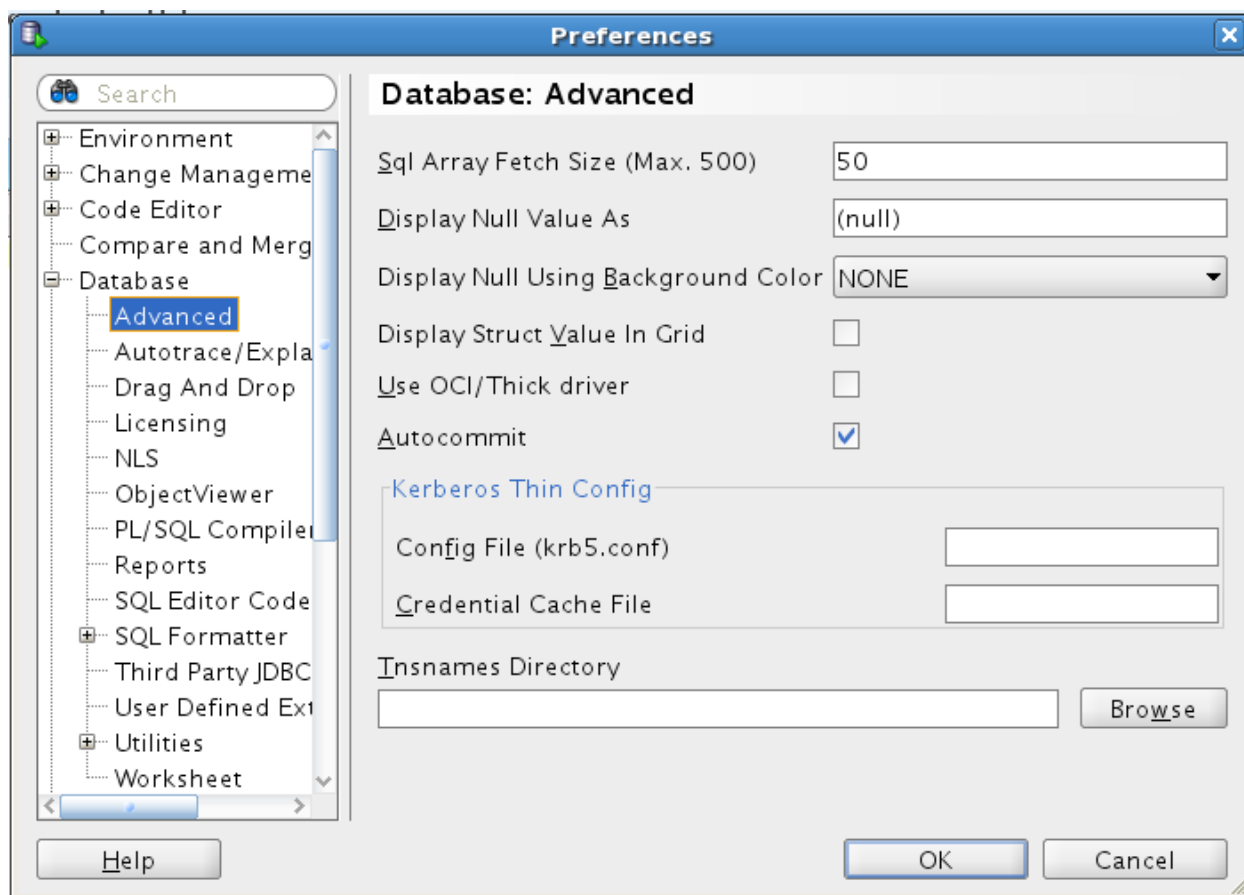 Preferences
Search
Environment
Change Manageme
Code Editor
Compare and Merg
Database
Advanced
Autotrace/Expla
Drag And Drop
Licensing
NLS
ObjectViewer
PL/SQL Compiler
Reports
SQL Editor Code
SQL Formatter
Third Party JDBC
User Defined Ext
Utilities
Worksheet
Database: Advanced
Sql Array Fetch Size (Max. 500) 50
Display Null Value As (null)
Display Null Using Background Color NONE
Display Struct Value In Grid
Use OCI/Thick driver
Autocommit
Kerberos Thin Config
Config File (krb5.conf)
Credential Cache File
Tnsnames Directory
Browse
Help OK Cancel